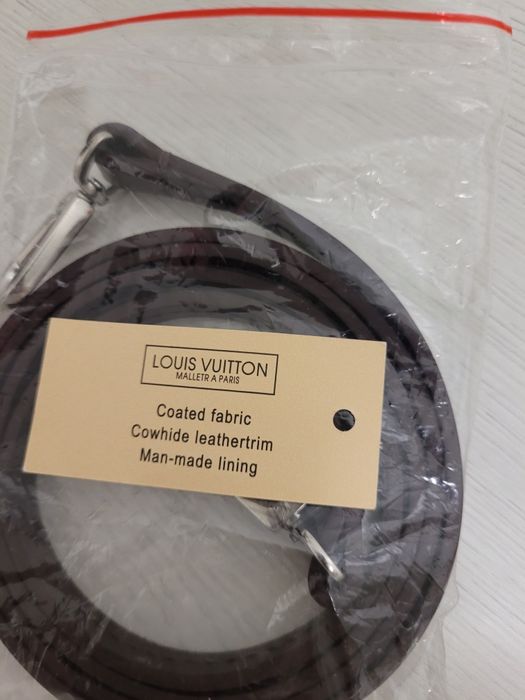 LOUIS VUITTON
MALLETR A PARIS
Coated fabric
Cowhide leathertrim
Man-made lining